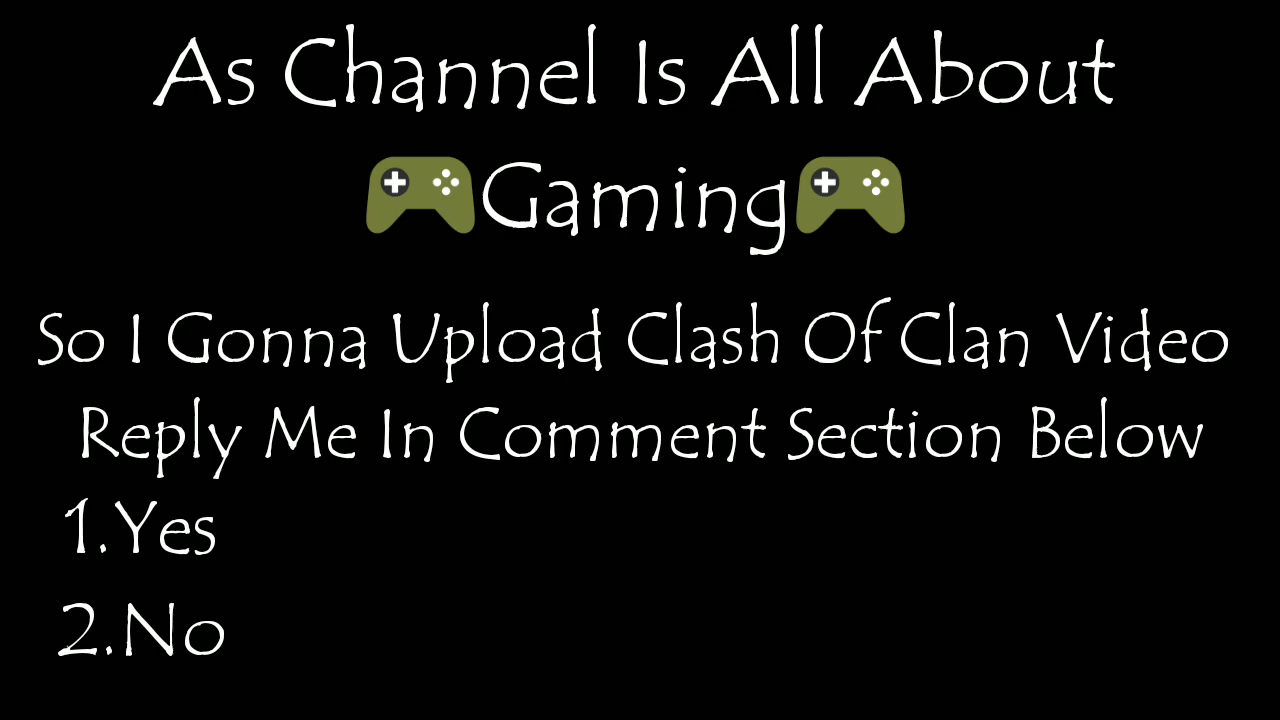 As Channel Is All About
🎮Gaming🎮
So I Gonna Upload Clash Of Clan Video
Reply Me In Comment Section Below
1.Yes
2.No